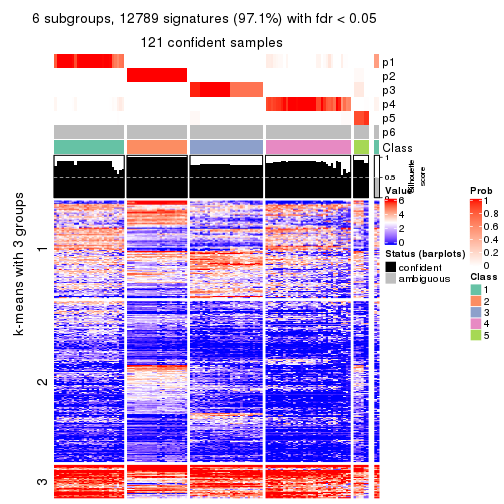 6 subgroups, 12789 signatures (97.1%) with fdr < 0.05
121 confident samples
p1
p2
p3
p4
p5
p6
Class
1
0.5
0
Silhouette
score
k-means with 3 groups
1
2
3
Value
6
4
2
0
Status (barplots)
confident
ambiguous
Prob
1
0.8
0.6
0.4
0.2
0
Class
1
2
3
4
5